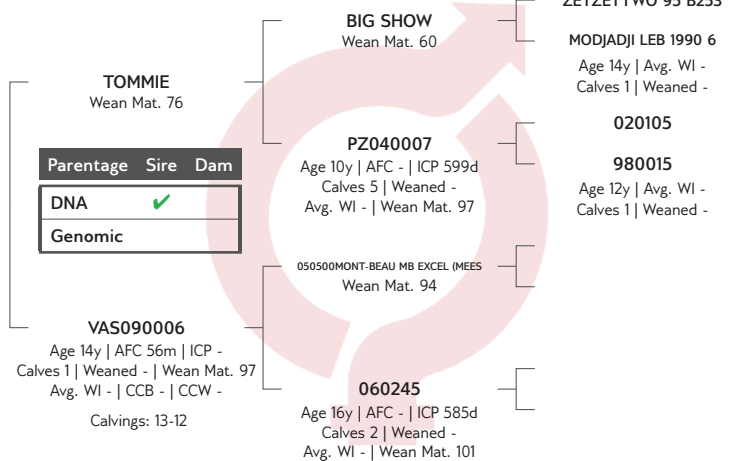 ZETZETTWO 95 B253
BIG SHOW
Wean Mat. 60
MODJADJI LEB 1990 6
Age 14y | Avg. WI -
Calves 1 | Weaned -
TOMMIE
Wean Mat. 76
020105
PZ040007
Age 10y | AFC - | ICP 599d
Calves 5 | Weaned -
Avg. WI - | Wean Mat. 97
980015
Age 12y | Avg. WI -
Calves 1 | Weaned -
Parentage Sire Dam
DNA ✔
Genomic
050500MONT-BEAU MB EXCEL (MEES
Wean Mat. 94
VAS090006
Age 14y | AFC 56m | ICP -
Calves 1 | Weaned - | Wean Mat. 97
Avg. WI - | CCB - | CCW -
Calvings: 13-12
060245
Age 16y | AFC - | ICP 585d
Calves 2 | Weaned -
Avg. WI - | Wean Mat. 101